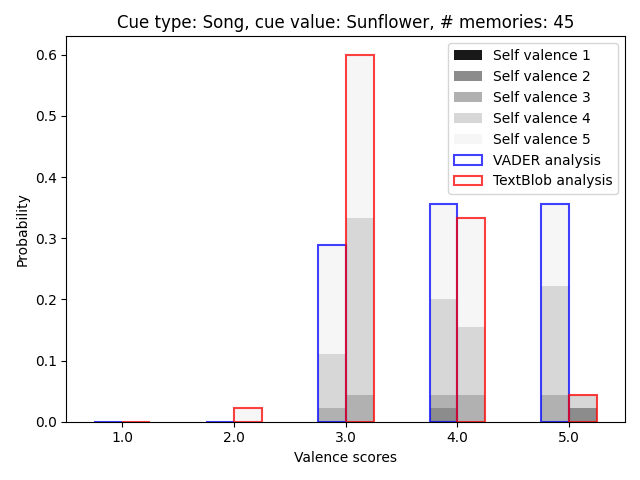 Cue type: Song, cue value: Sunflower, # memories: 45
Self valence 1
Self valence 2
Self valence 3
Self valence 4
Self valence 5
VADER analysis
TextBlob analysis
Probability
0.6
0.5
0.4
0.3
0.2
0.1
0.0
1.0 2.0 3.0 4.0 5.0
Valence scores